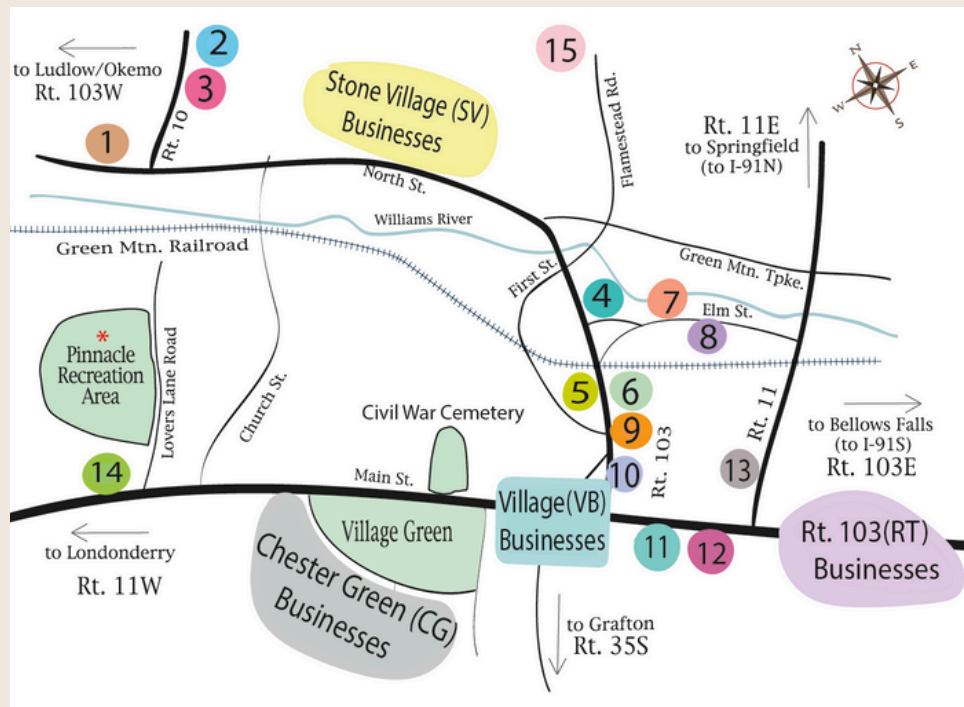 to Ludlow/Okemo
Rt. 103W
2
3
1
Rt. 10
Stone Village (SV)
Businesses
15
Flamestead Rd.
N
E
W
S
Rt. 11E
to Springfield
(to I-91N)
North St.
Williams River
Green Mtn. Railroad
First St.
Green Mtn. Tpke.
4
7
Elm St.
8
*
Pinnacle
Recreation
Area
Lovers Lane Road
Church St.
5
6
Civil War Cemetery
9
10
Rt. 103
Rt. 11
13
to Bellows Falls
(to I-91S)
Rt. 103E
14
Main St.
Village Green
Village(VB)
Businesses
11
12
Rt. 103(RT)
Businesses
to Londonderry
Rt. 11W
Chester Green (CG)
Businesses
to Grafton
Rt. 35S